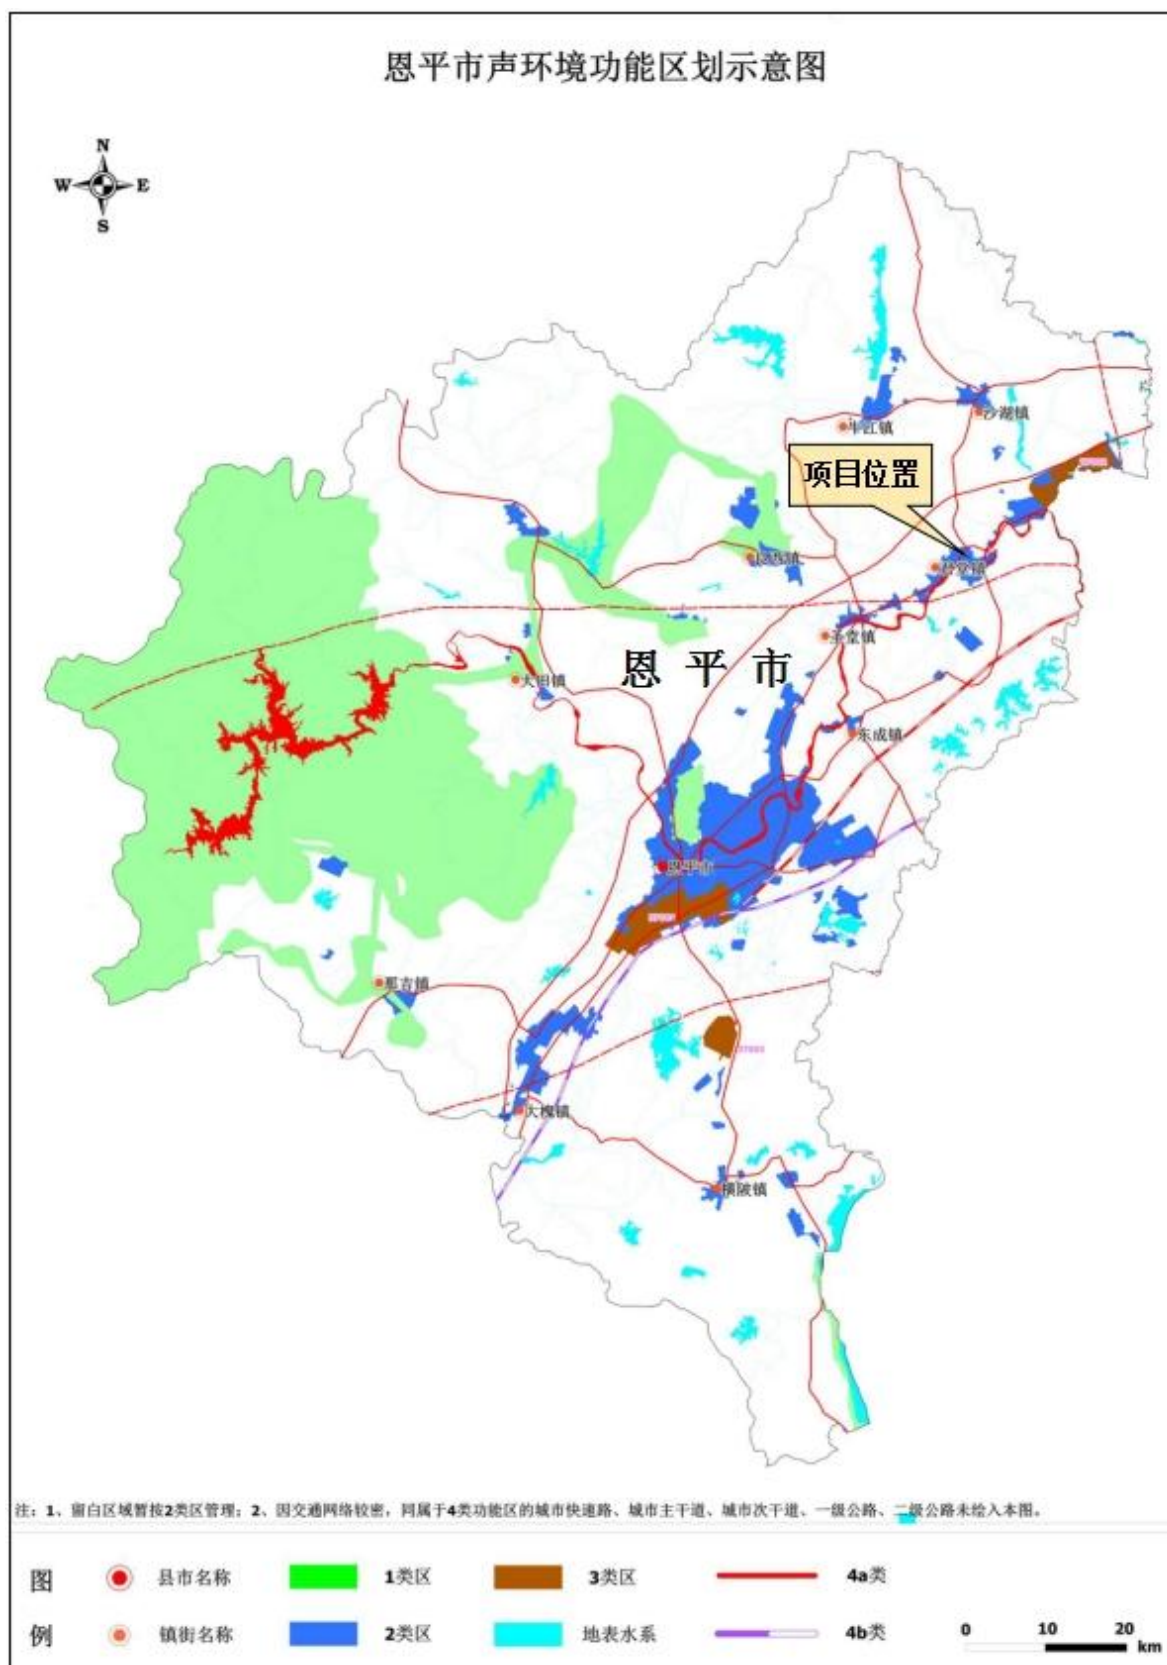 恩平市声环境功能区划示意图
N
W E
S
沙湖镇
牛江镇
项目位置
君堂镇
圣堂镇
恩平市
大田镇
东成镇
恩平市
那吉镇
大槐镇
横陂镇
注：1、留白区域暂按2类区管理；2、因交通网络较密，同属于4类功能区的城市快速路、城市主干道、城市次干道、一级公路、二级公路未绘入本图。
图 县市名称 1类区 3类区 4a类
例 镇街名称 2类区 地表水系 4b类
0 10 20
km